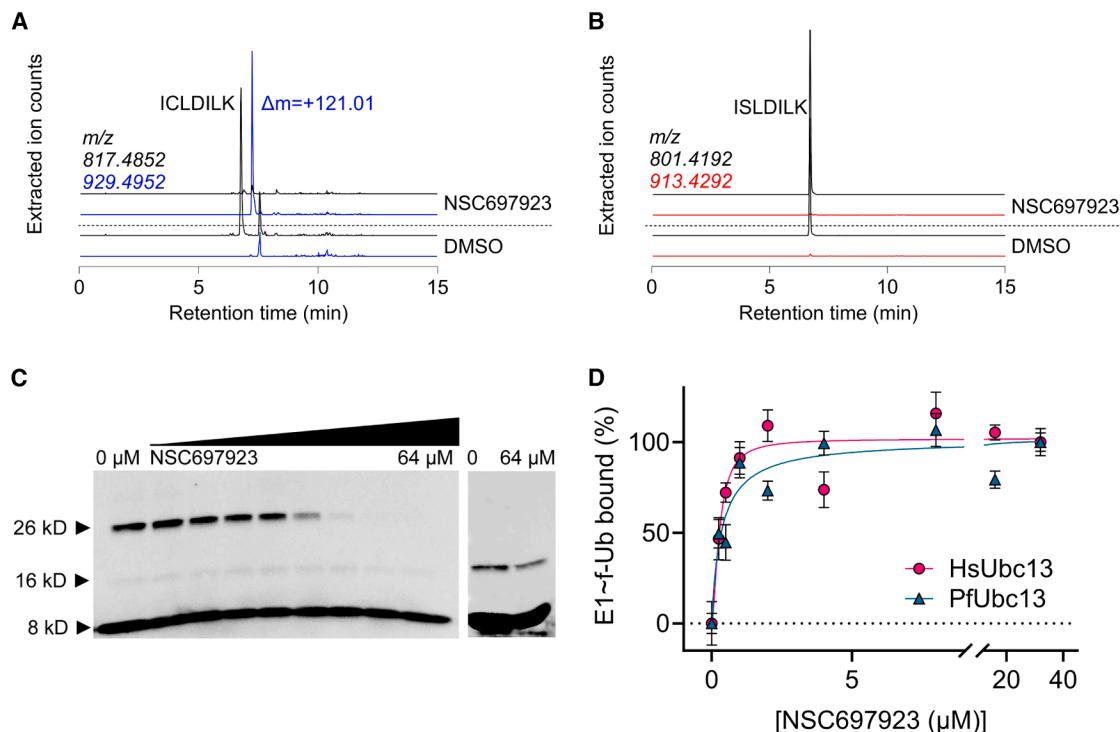 A
Extracted ion counts
ICLDILK
Δm=+121.01
m/z
817.4852
929.4952
NSC697923
DMSO
0 5 10 15
Retention time (min)
B
Extracted ion counts
ISLDILK
m/z
801.4192
913.4292
NSC697923
DMSO
0 5 10 15
Retention time (min)
C
0 µM NSC697923 64 µM
0 64 µM
26 kD
16 kD
8 kD
D
E1~f-Ub bound (%)
100
50
0
HsUbc13
PfUbc13
0 5 20 40
[NSC697923 (µM)]